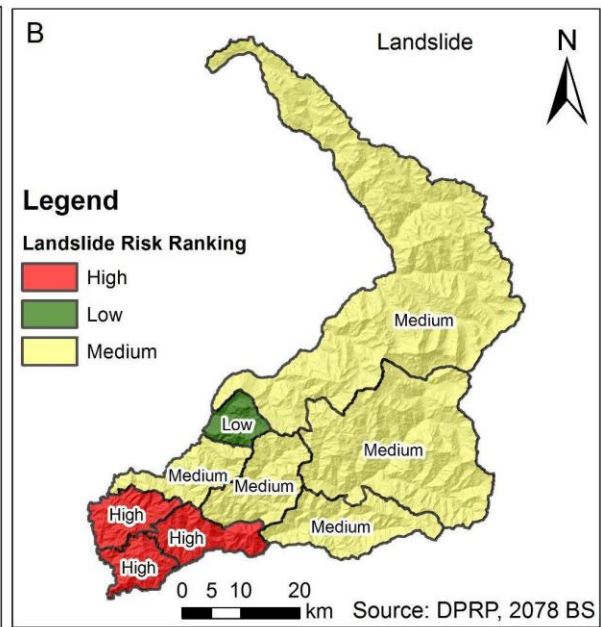 B
Landslide
N
Legend
Landslide Risk Ranking
High
Low
Medium
Medium
Medium
Low
Medium
Medium
Medium
High
High
High
0 5 10 20
km
Source: DPRP, 2078 BS